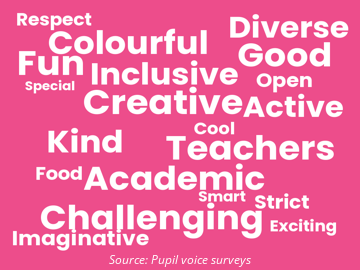 Respect
Diverse
Colourful
Good
Fun
Inclusive
Open
Special
Creative
Active
Cool
Kind
Teachers
Food
Academic
Smart
Strict
Challenging
Exciting
Imaginative
Source: Pupil voice surveys